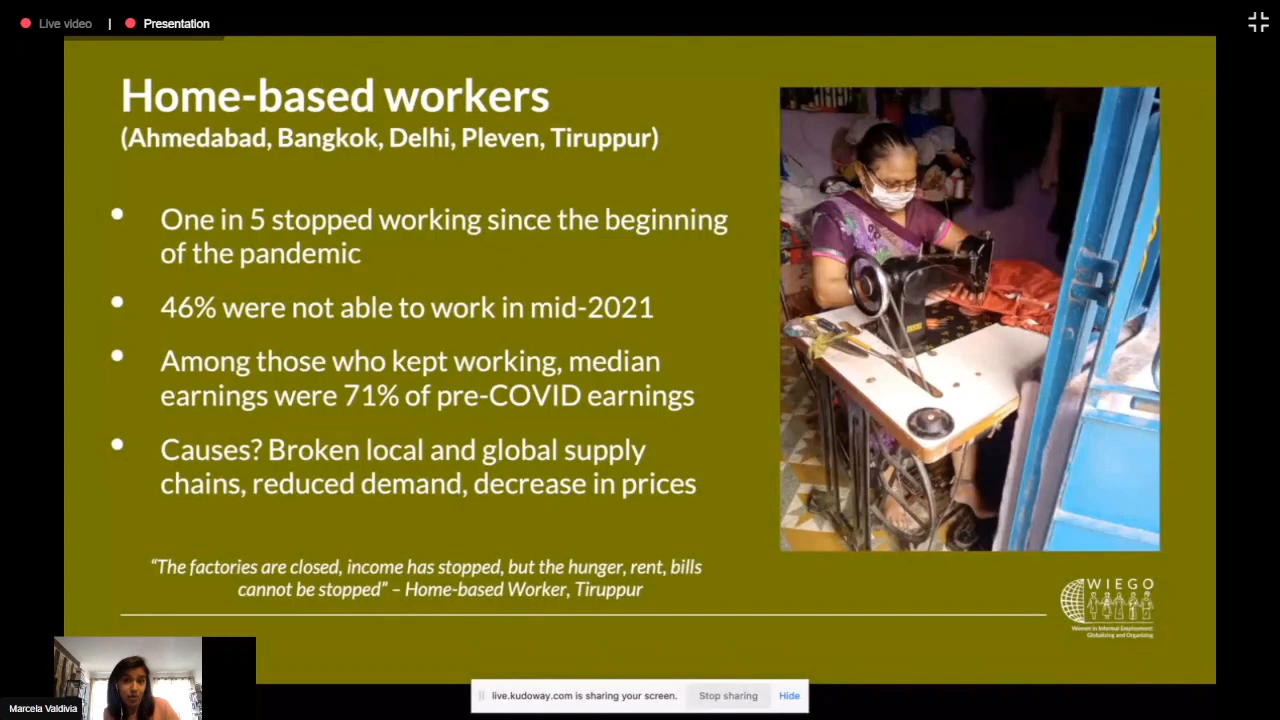 Live video | Presentation
Home-based workers
(Ahmedabad, Bangkok, Delhi, Pleven, Tiruppur)
• One in 5 stopped working since the beginning
of the pandemic
• 46% were not able to work in mid-2021
• Among those who kept working, median
earnings were 71% of pre-COVID earnings
• Causes? Broken local and global supply
chains, reduced demand, decrease in prices
“The factories are closed, income has stopped, but the hunger, rent, bills
cannot be stopped” – Home-based Worker, Tiruppur
WIEGO
Women in Informal Employment:
Globalizing and Organizing
live.kudoway.com is sharing your screen. Stop sharing Hide
Marcela Valdivia